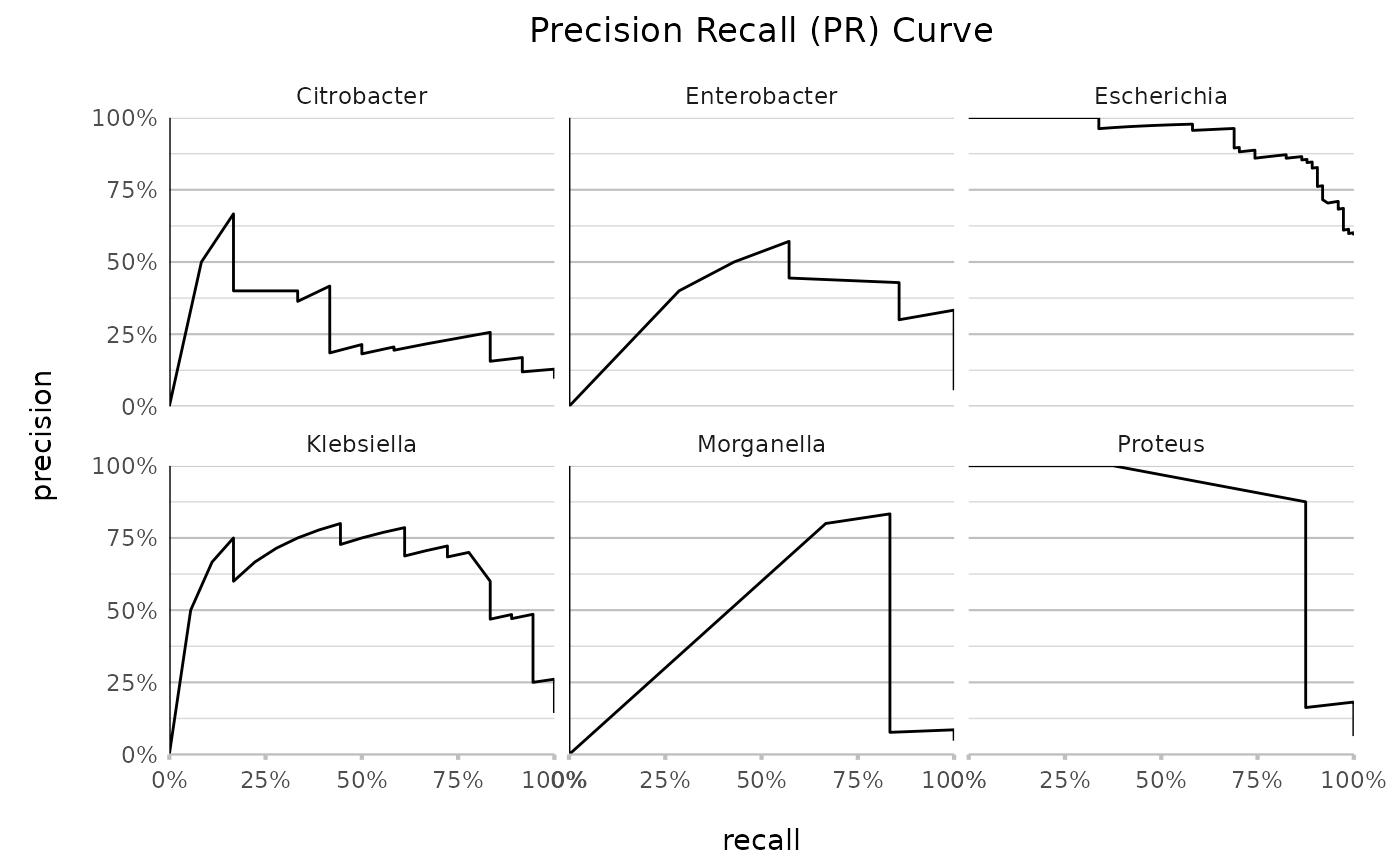 Precision Recall (PR) Curve
Citrobacter Enterobacter Escherichia
100%
75%
50%
25%
0%
precision
Klebsiella Morganella Proteus
100%
75%
50%
25%
0%
0% 25% 50% 75% 100% 0% 25% 50% 75% 100% 0% 25% 50% 75% 100%
recall